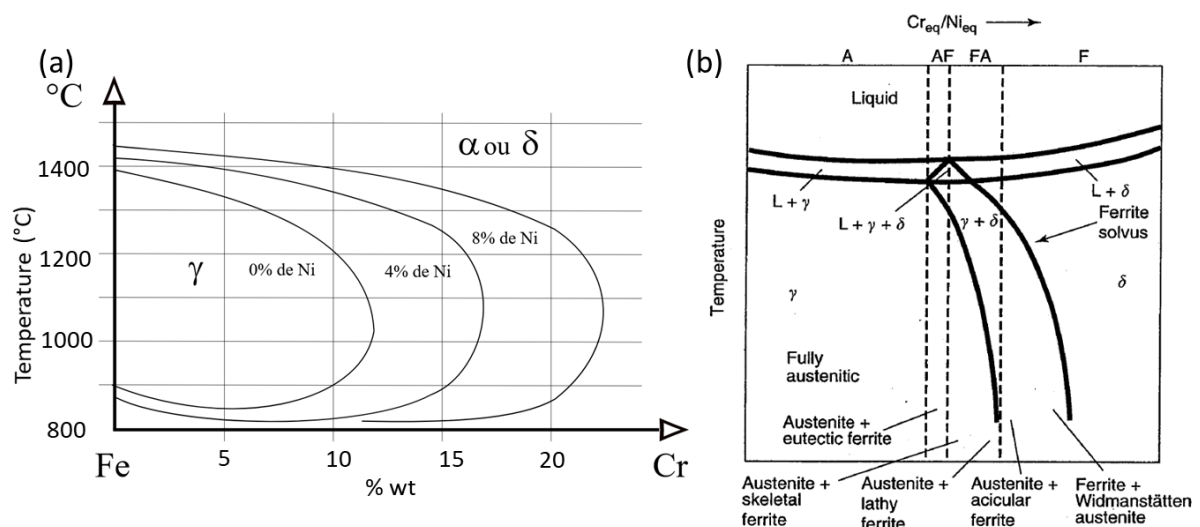 (a)
°C
Temperature (°C)
1400
1200
1000
800
α ou δ
8% de Ni
4% de Ni
0% de Ni
γ
Fe
5
10
15
20
Cr
% wt
(b)
Cr_eq/Ni_eq
A
AF
FA
F
Liquid
L + γ
L + γ + δ
γ + δ
L + δ
Ferrite
solvus
Temperature
γ
δ
Fully
austenitic
Austenite +
eutectic ferrite
Austenite +
skeletal
ferrite
Austenite +
lathy
ferrite
Austenite +
acicular
ferrite
Ferrite +
Widmanstätten
austenite